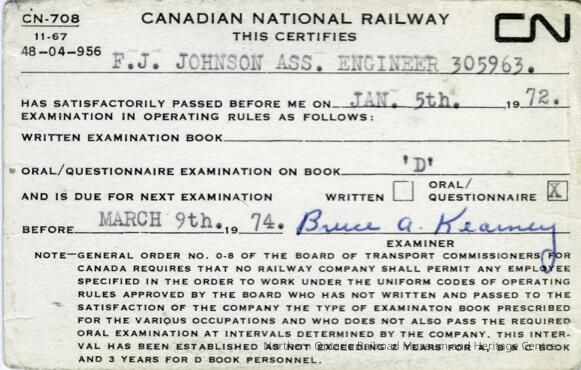 CN-708
11-67
48-04-956
CANADIAN NATIONAL RAILWAY
CN
THIS CERTIFIES
F.J. JOHNSON ASS. ENGINEER 305963.
HAS SATISFACTORILY PASSED BEFORE ME ON JAN. 5th. 1972.
EXAMINATION IN OPERATING RULES AS FOLLOWS:
WRITTEN EXAMINATION BOOK
ORAL/QUESTIONNAIRE EXAMINATION ON BOOK 'D'
AND IS DUE FOR NEXT EXAMINATION WRITTEN ORAL/QUESTIONNAIRE X
BEFORE MARCH 9th. 19 74. Bruce A. Kearney
EXAMINER
NOTE—GENERAL ORDER NO. O-8 OF THE BOARD OF TRANSPORT COMMISSIONERS FOR
CANADA REQUIRES THAT NO RAILWAY COMPANY SHALL PERMIT ANY EMPLOYEE
SPECIFIED IN THE ORDER TO WORK UNDER THE UNIFORM CODES OF OPERATING
RULES APPROVED BY THE BOARD WHO HAS NOT WRITTEN AND PASSED TO THE
SATISFACTION OF THE COMPANY THE TYPE OF EXAMINATON BOOK PRESCRIBED
FOR THE VARIOUS OCCUPATIONS AND WHO DOES NOT ALSO PASS THE REQUIRED
ORAL EXAMINATION AT INTERVALS DETERMINED BY THE COMPANY. THIS INTER-
VAL HAS BEEN ESTABLISHED AS NOT EXCEEDING 2 YEARS FOR A, B & C BOOK
AND 3 YEARS FOR D BOOK PERSONNEL.
Northern Ontario Railroad Museum and Heritage Centre